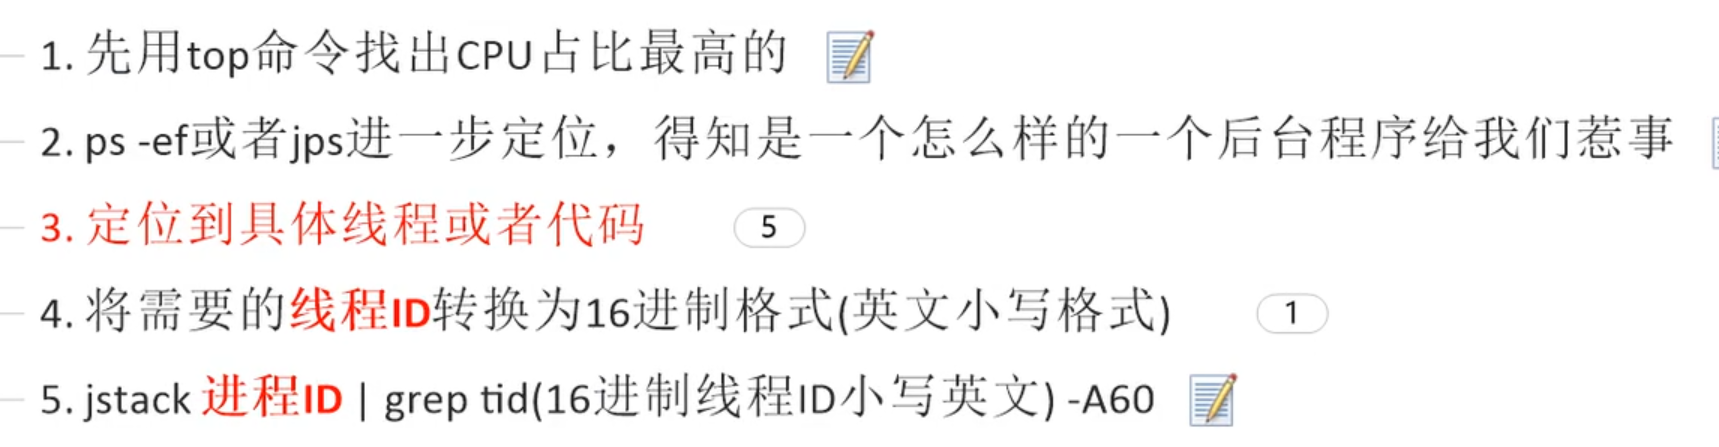 1. 先用top命令找出CPU占比最高的
2. ps -ef或者jps进一步定位，得知是一个怎么样的一个后台程序给我们惹事
3. 定位到具体线程或者代码 5
4. 将需要的线程ID转换为16进制格式(英文小写格式) 1
5. jstack 进程ID | grep tid(16进制线程ID小写英文) -A60